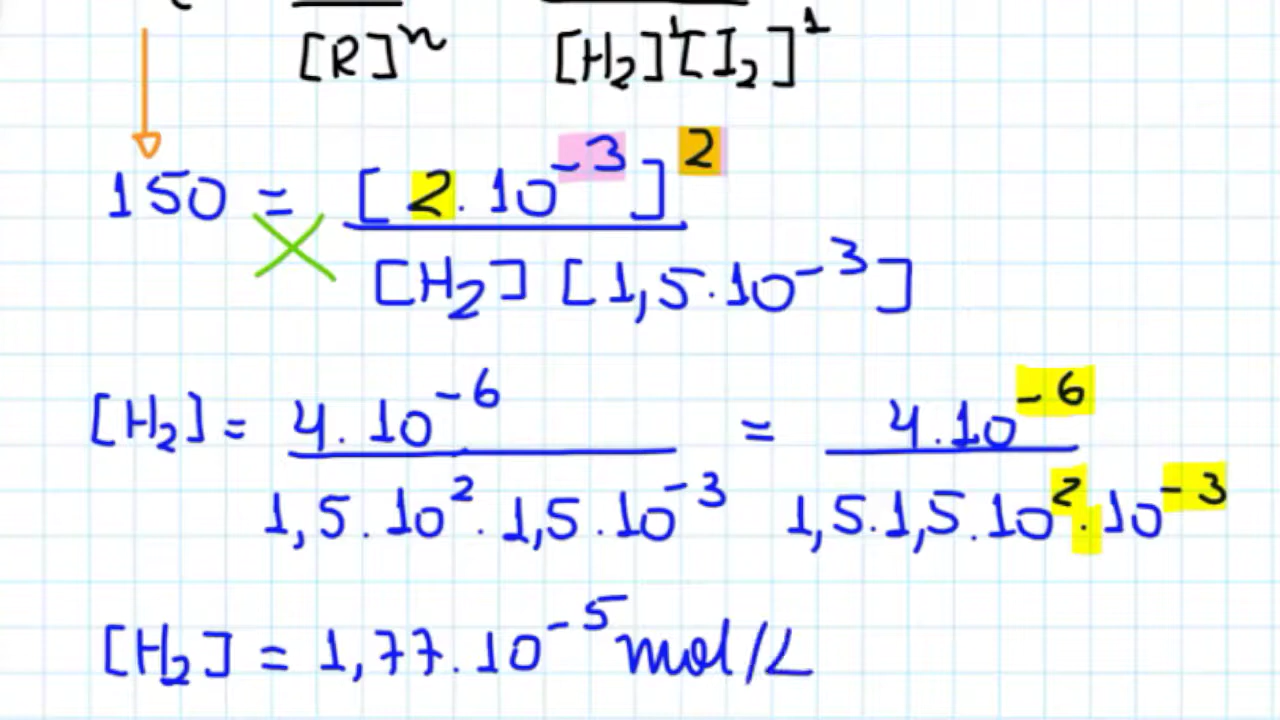 [R]ⁿ [H₂]¹[I₂]¹
150 = [2.10⁻³]²
[H₂] [1,5.10⁻³]
[H₂] = 4.10⁻⁶ = 4.10⁻⁶
1,5.10².1,5.10⁻³ 1,5.1,5.10².10⁻³
[H₂] = 1,77.10⁻⁵ mol/L